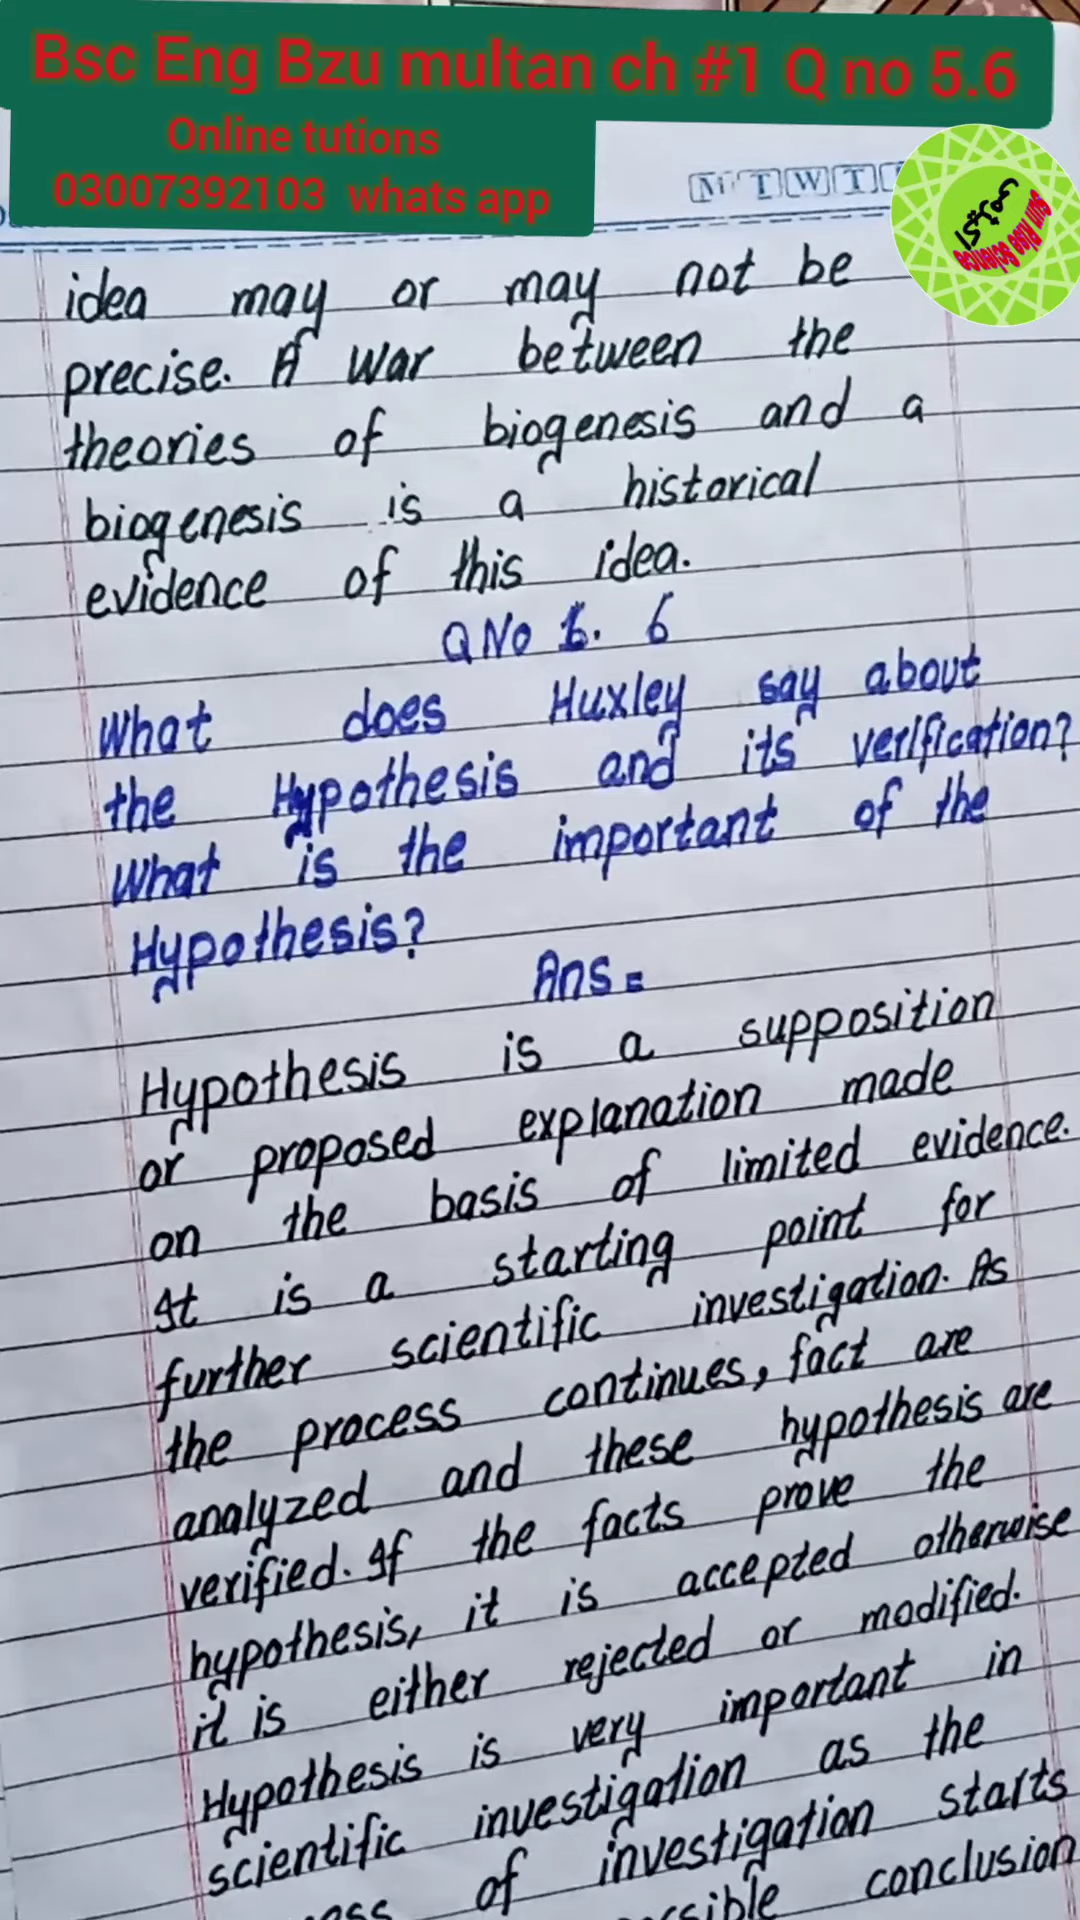 Bsc Eng Bzu multan ch #1 Q no 5.6
Online tutions
03007392103 whats app
M T W T
Sun Rise science
idea may or may not be
precise. A war between the
theories of biogenesis and a
biogenesis is a historical
evidence of this idea.
Q No 1. 6
What does Huxley say about
the Hypothesis and its verification?
What is the important of the
Hypothesis?
Ans =
Hypothesis is a supposition
or proposed explanation made
on the basis of limited evidence.
It is a starting point for
further scientific investigation. As
the process continues, fact are
analyzed and these hypothesis are
verified. If the facts prove the
hypothesis, it is accepted otherwise
it is either rejected or modified.
Hypothesis is very important in
scientific investigation as the
of investigation starts
conclusion